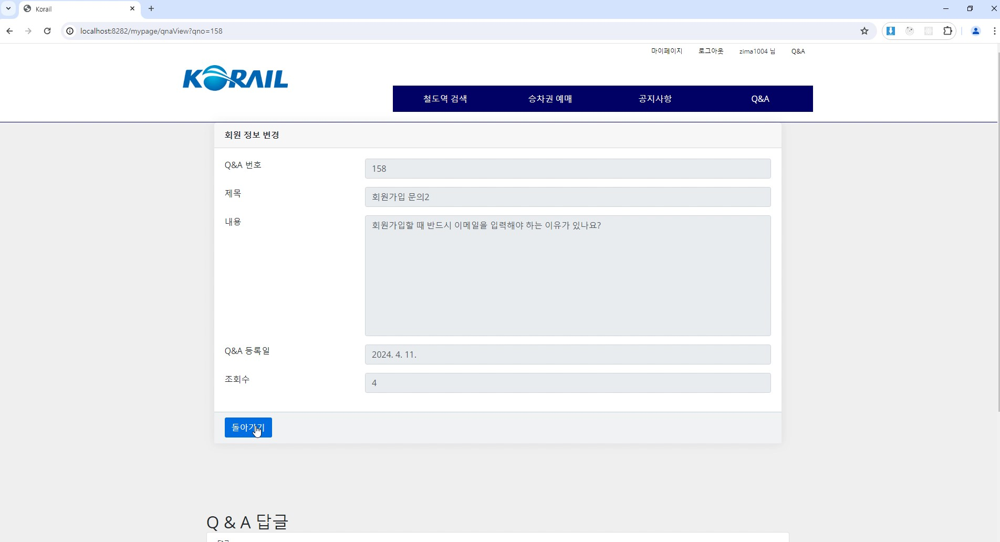 Korail
localhost:8282/mypage/qnaView?qno=158
마이페이지 로그아웃 zima1004 님 Q&A
KORAIL
철도역 검색 승차권 예매 공지사항 Q&A
회원 정보 변경
Q&A 번호 158
제목 회원가입 문의2
내용 회원가입할 때 반드시 이메일을 입력해야 하는 이유가 있나요?
Q&A 등록일 2024. 4. 11.
조회수 4
돌아가기
Q & A 답글